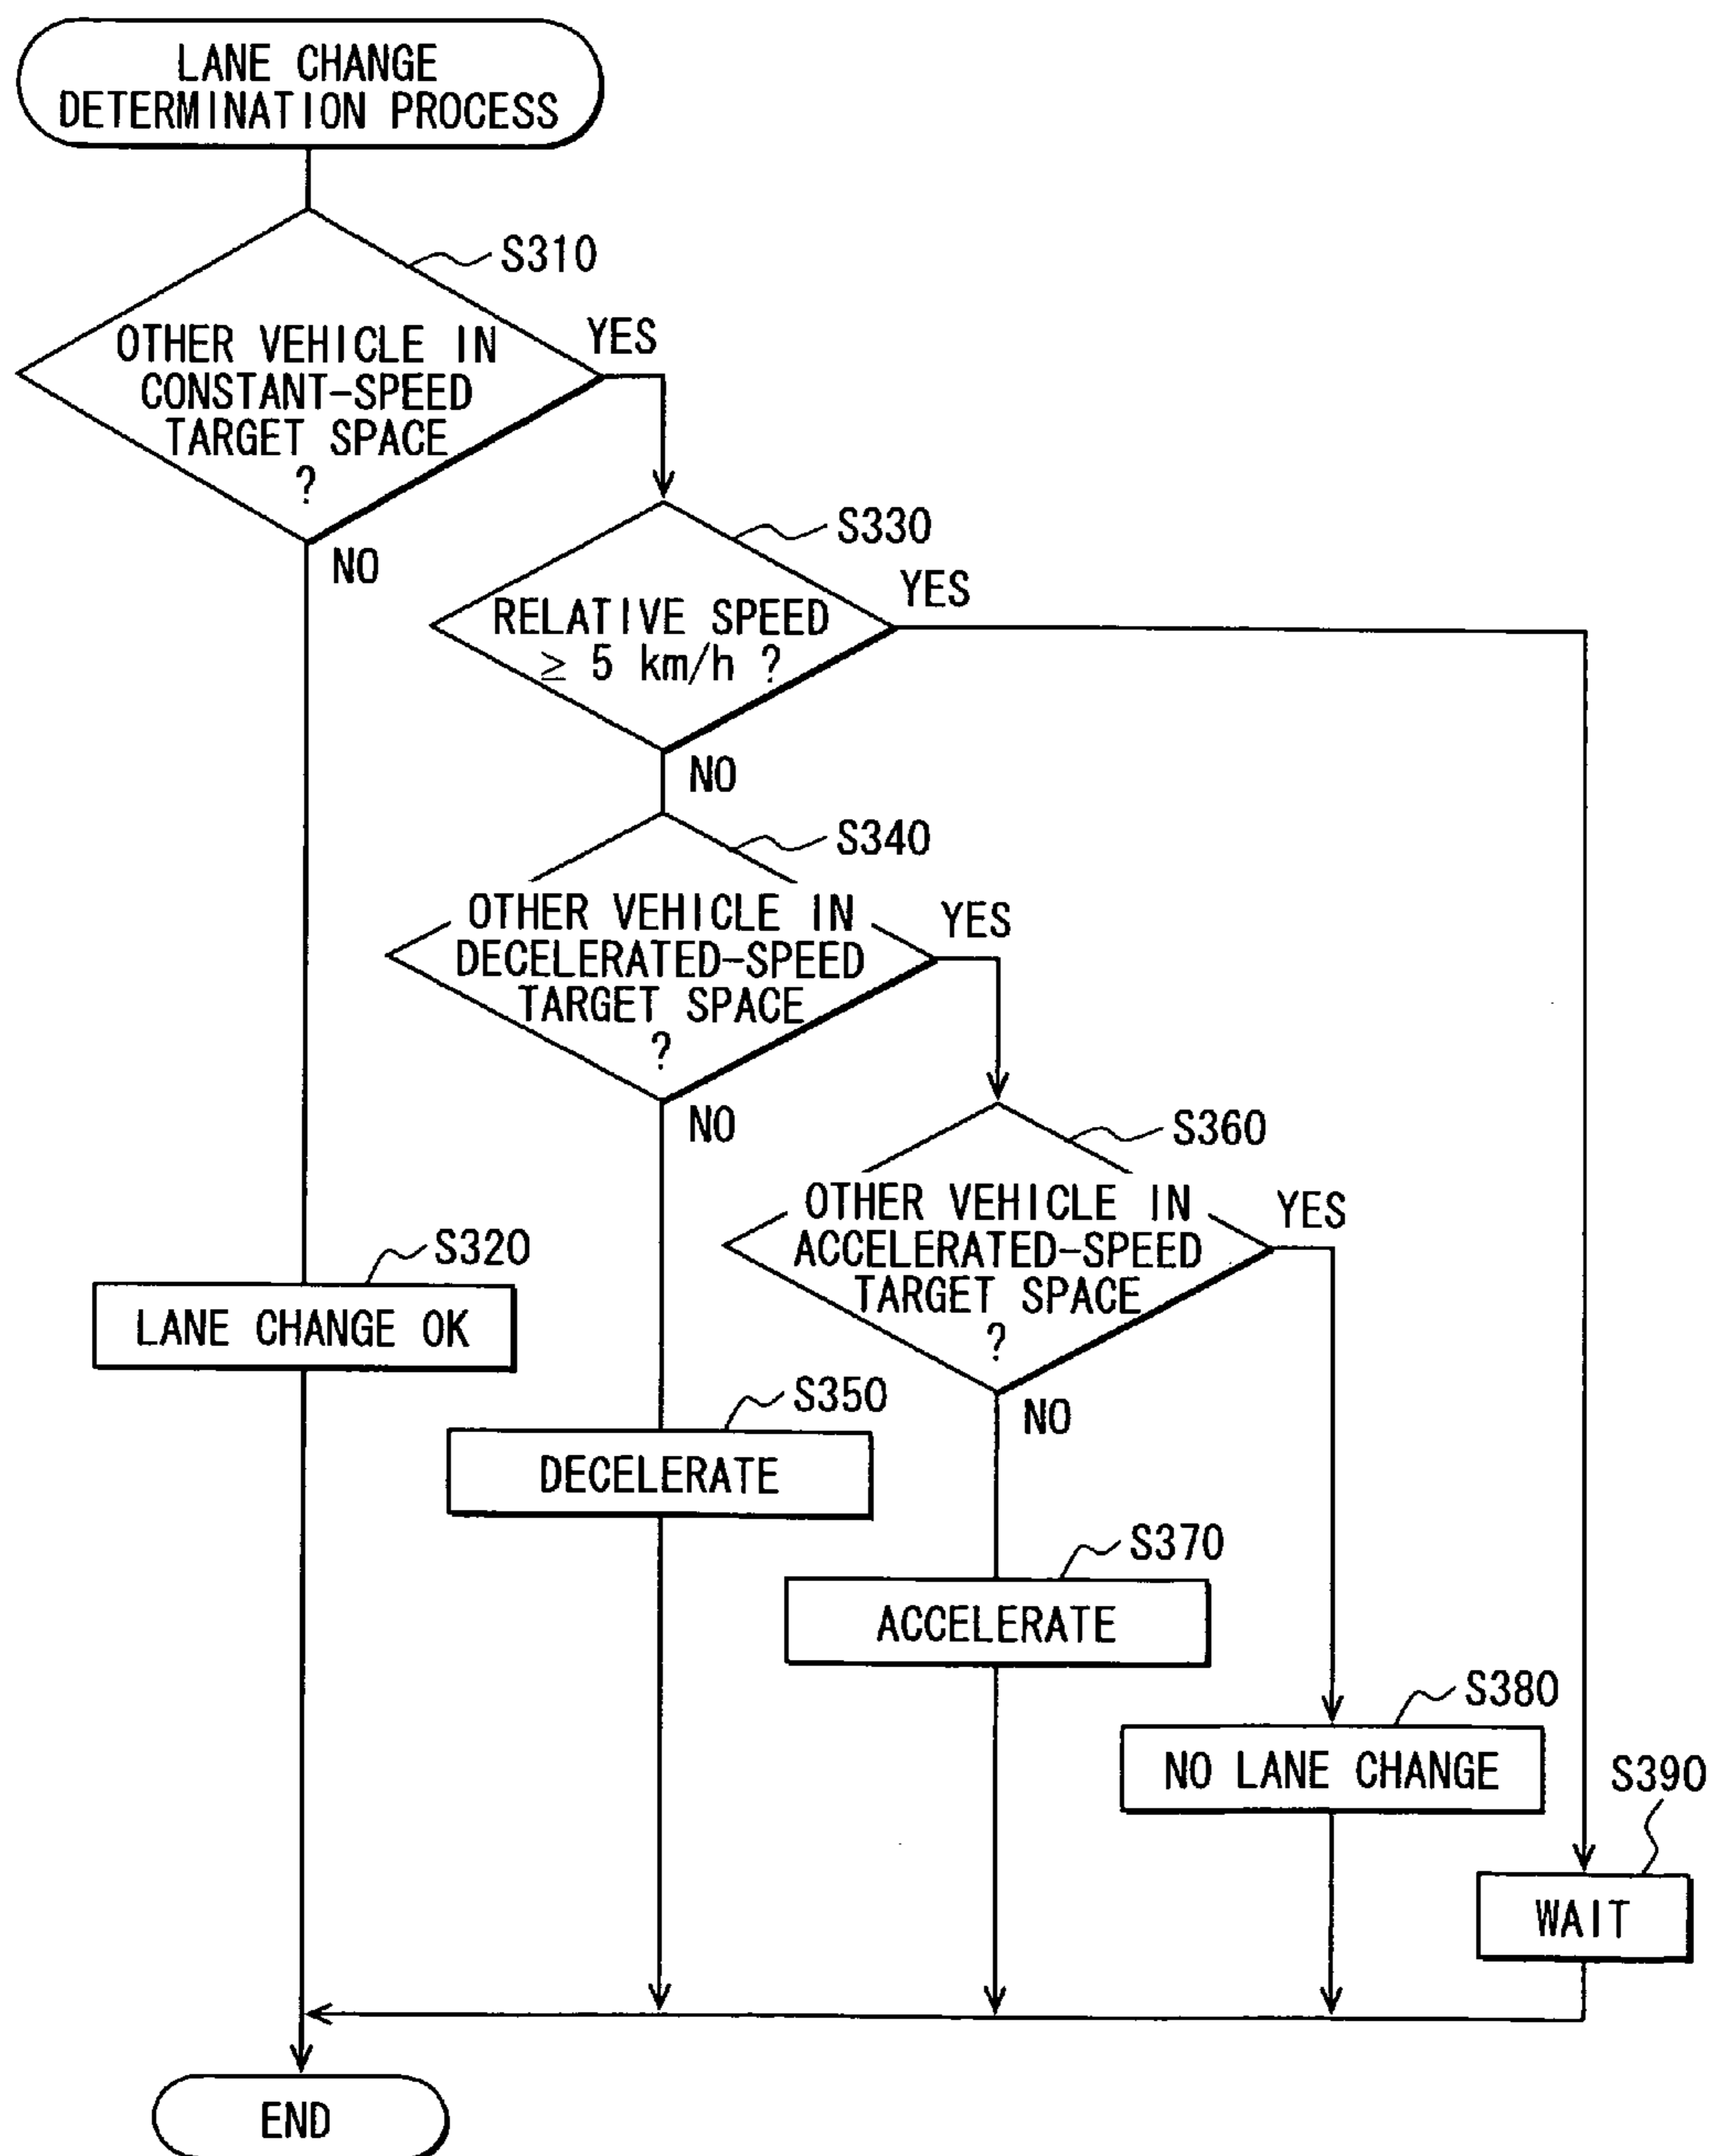 LANE CHANGE
DETERMINATION PROCESS
S310
OTHER VEHICLE IN
CONSTANT-SPEED
TARGET SPACE
?
YES
NO
S330
RELATIVE SPEED
≥ 5 km/h ?
YES
NO
S340
OTHER VEHICLE IN
DECELERATED-SPEED
TARGET SPACE
?
YES
NO
S360
OTHER VEHICLE IN
ACCELERATED-SPEED
TARGET SPACE
?
YES
NO
S320
LANE CHANGE OK
S350
DECELERATE
S370
ACCELERATE
S380
NO LANE CHANGE
S390
WAIT
END